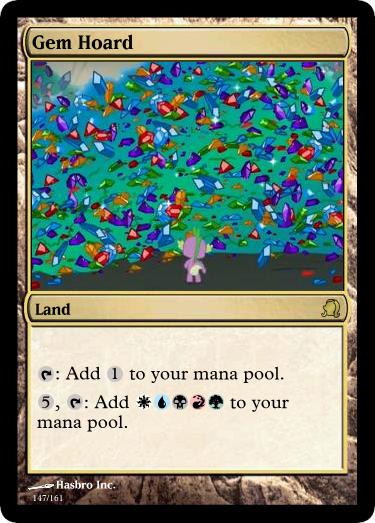 Gem Hoard
Land
: Add 1 to your mana pool.
5, : Add to your
mana pool.
Hasbro Inc.
147/161